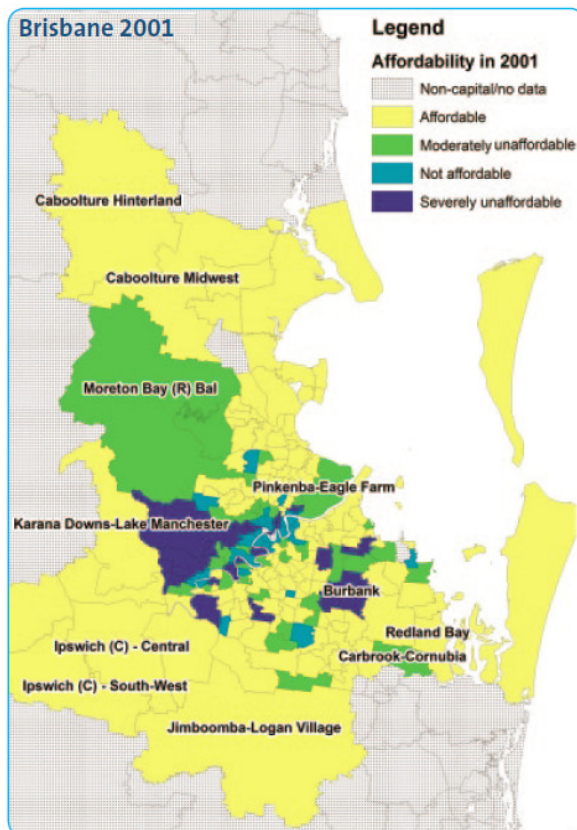 Brisbane 2001
Legend
Affordability in 2001
Non-capital/no data
Affordable
Moderately unaffordable
Not affordable
Severely unaffordable
Caboolture Hinterland
Caboolture Midwest
Moreton Bay (R) Bal
Pinkenba-Eagle Farm
Karana Downs-Lake Manchester
Burbank
Redland Bay
Ipswich (C) - Central
Carbrook-Cornubia
Ipswich (C) - South-West
Jimboomba-Logan Village